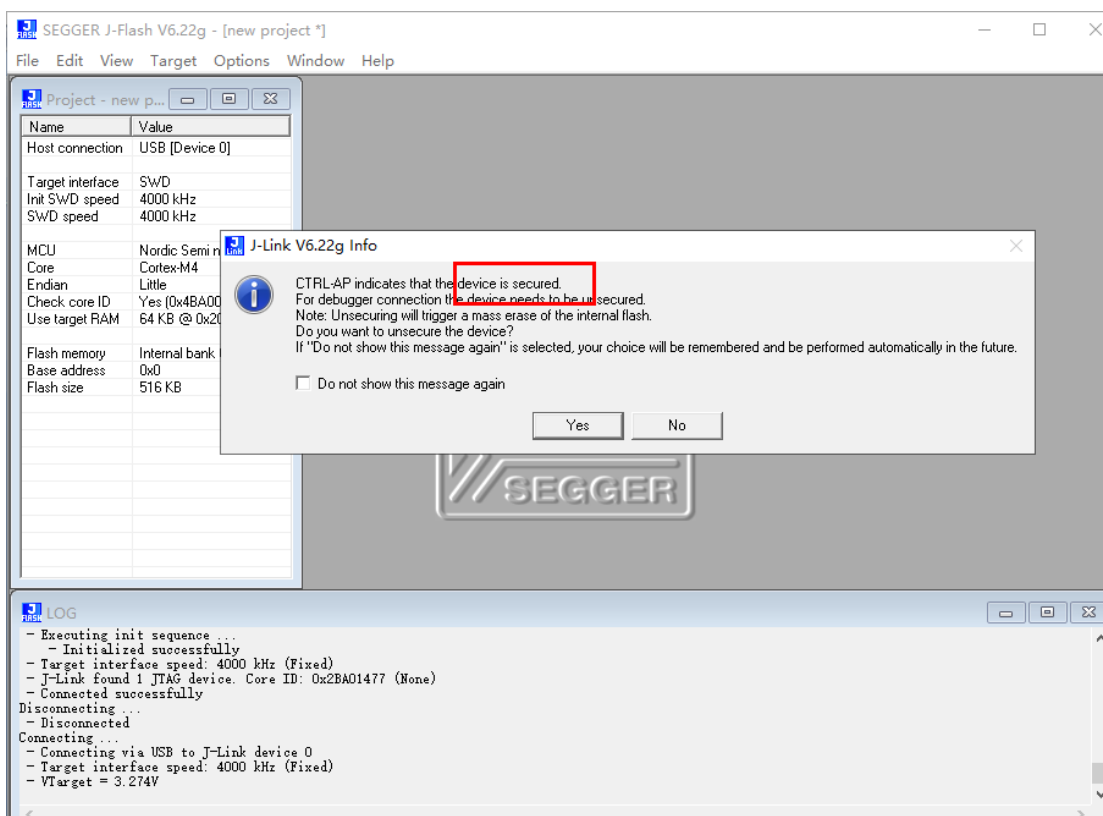 SEGGER J-Flash V6.22g - [new project *]
File Edit View Target Options Window Help
Project - new p...
Name Value
Host connection USB [Device 0]
Target interface SWD
Init SWD speed 4000 kHz
SWD speed 4000 kHz
MCU Nordic Semi n
Core Cortex-M4
Endian Little
Check core ID Yes (0x4BA00
Use target RAM 64 KB @ 0x20
Flash memory Internal bank
Base address 0x0
Flash size 516 KB
J-Link V6.22g Info
CTRL-AP indicates that the device is secured.
For debugger connection the device needs to be unsecured.
Note: Unsecuring will trigger a mass erase of the internal flash.
Do you want to unsecure the device?
If "Do not show this message again" is selected, your choice will be remembered and be performed automatically in the future.
Do not show this message again
Yes No
SEGGER
LOG
- Executing init sequence ...
- Initialized successfully
- Target interface speed: 4000 kHz (Fixed)
- J-Link found 1 JTAG device. Core ID: 0x2BA01477 (None)
- Connected successfully
Disconnecting ...
- Disconnected
Connecting ...
- Connecting via USB to J-Link device 0
- Target interface speed: 4000 kHz (Fixed)
- VTarget = 3.274V